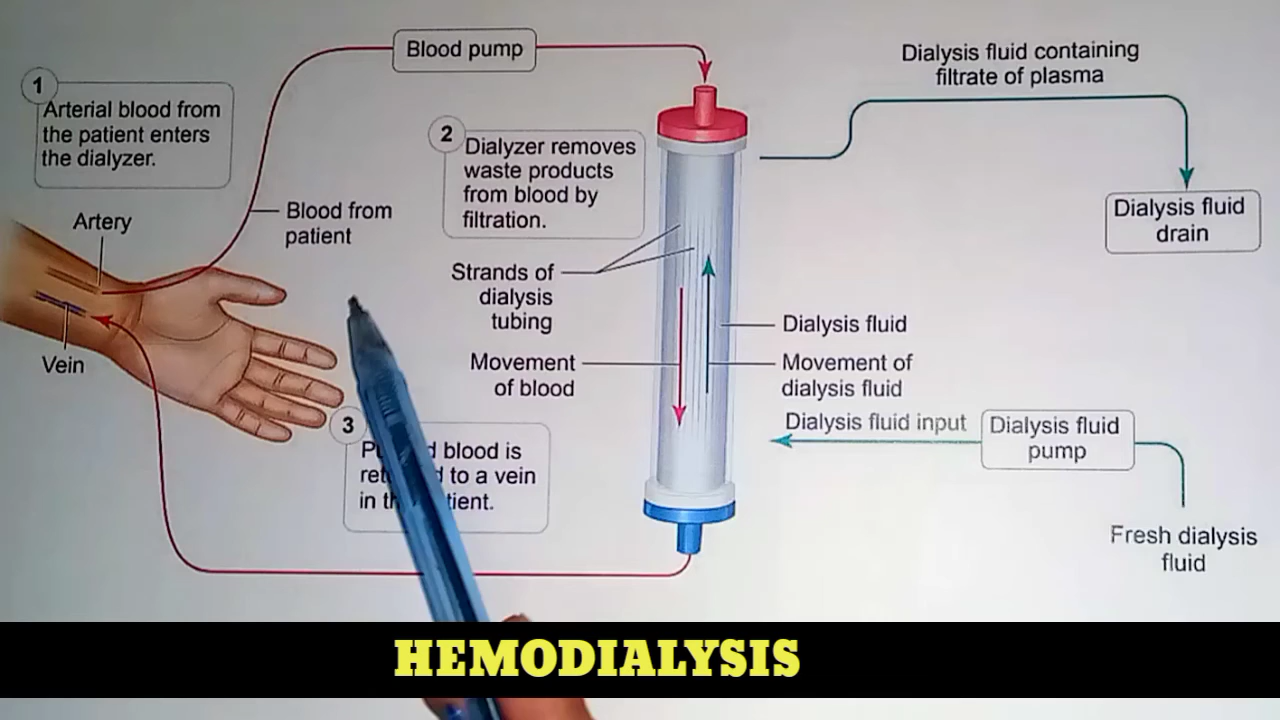 Blood pump
Dialysis fluid containing
filtrate of plasma
1
Arterial blood from
the patient enters
the dialyzer.
2
Dialyzer removes
waste products
from blood by
filtration.
Dialysis fluid
drain
Artery
Blood from
patient
Strands of
dialysis
tubing
Dialysis fluid
Vein
Movement
of blood
Movement of
dialysis fluid
Dialysis fluid input
Dialysis fluid
pump
3
blood is
to a vein
in
Fresh dialysis
fluid
HEMODIALYSIS